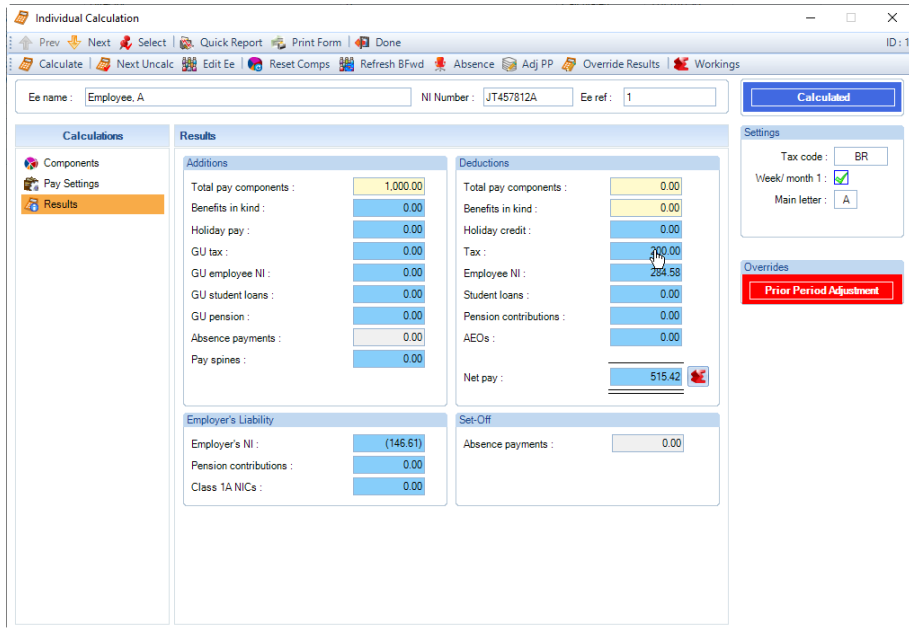 Individual Calculation
Prev Next Select Quick Report Print Form Done ID : 1
Calculate Next Uncalc Edit Ee Reset Comps Refresh BFwd Absence Adj PP Override Results Workings
Ee name : Employee, A NI Number : JT457812A Ee ref : 1 Calculated
Calculations
Components
Pay Settings
Results
Results
Additions
Total pay components : 1,000.00
Benefits in kind : 0.00
Holiday pay : 0.00
GU tax : 0.00
GU employee NI : 0.00
GU student loans : 0.00
GU pension : 0.00
Absence payments : 0.00
Pay spines : 0.00
Deductions
Total pay components : 0.00
Benefits in kind : 0.00
Holiday credit : 0.00
Tax : 200.00
Employee NI : 284.58
Student loans : 0.00
Pension contributions : 0.00
AEOs : 0.00
Net pay : 515.42
Employer's Liability
Employer's NI : (146.61)
Pension contributions : 0.00
Class 1A NICs : 0.00
Set-Off
Absence payments : 0.00
Settings
Tax code : BR
Week/ month 1 :
Main letter : A
Overrides
Prior Period Adjustment